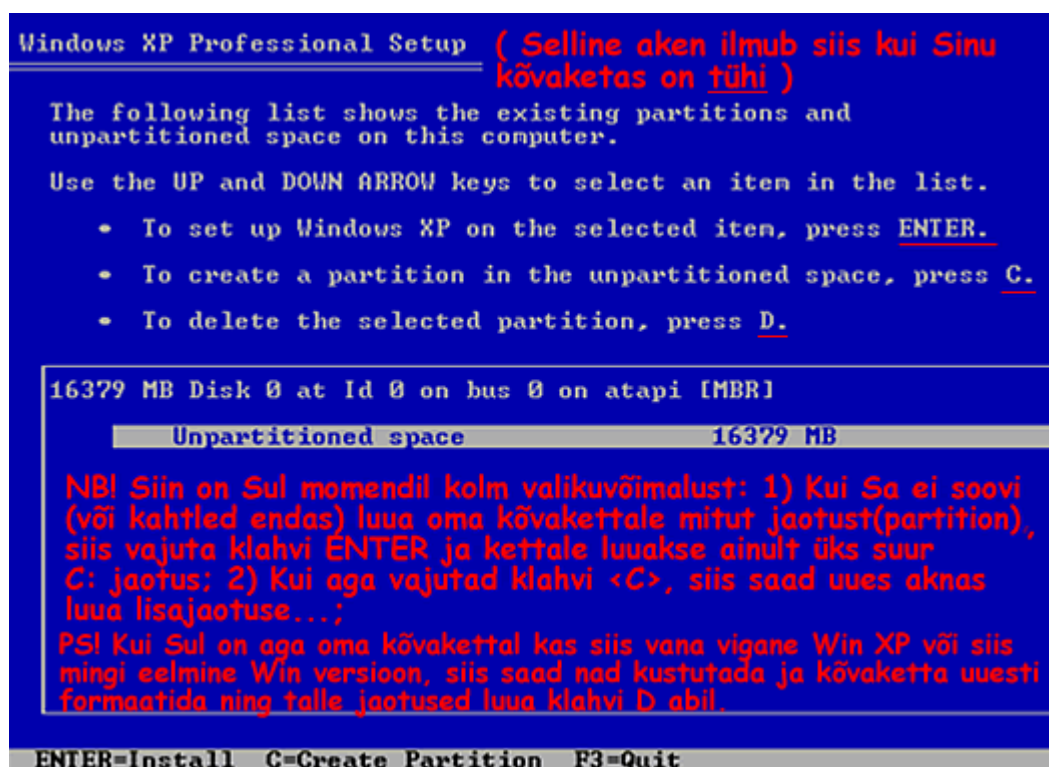 Windows XP Professional Setup ( Selline aken ilmub siis kui Sinu
kõvaketas on tühi )
The following list shows the existing partitions and
unpartitioned space on this computer.
Use the UP and DOWN ARROW keys to select an item in the list.
• To set up Windows XP on the selected item, press ENTER.
• To create a partition in the unpartitioned space, press C.
• To delete the selected partition, press D.
16379 MB Disk 0 at Id 0 on bus 0 on atapi [MBR]
Unpartitioned space 16379 MB
NB! Siin on Sul momendil kolm valikuvõimalust: 1) Kui Sa ei soovi
(või kahtled endas) luua oma kõvakettale mitut jaotust(partition),
siis vajuta klahvi ENTER ja kettale luuakse ainult üks suur
C: jaotus; 2) Kui aga vajutad klahvi <C>, siis saad uues aknas
luua lisajaotuse...;
PS! Kui Sul on aga oma kõvakettal kas siis vana vigane Win XP või siis
mingi eelmine Win versioon, siis saad nad kustutada ja kõvaketta uuesti
formaatida ning talle jaotused luua klahvi D abil.
ENTER=Install C=Create Partition F3=Quit